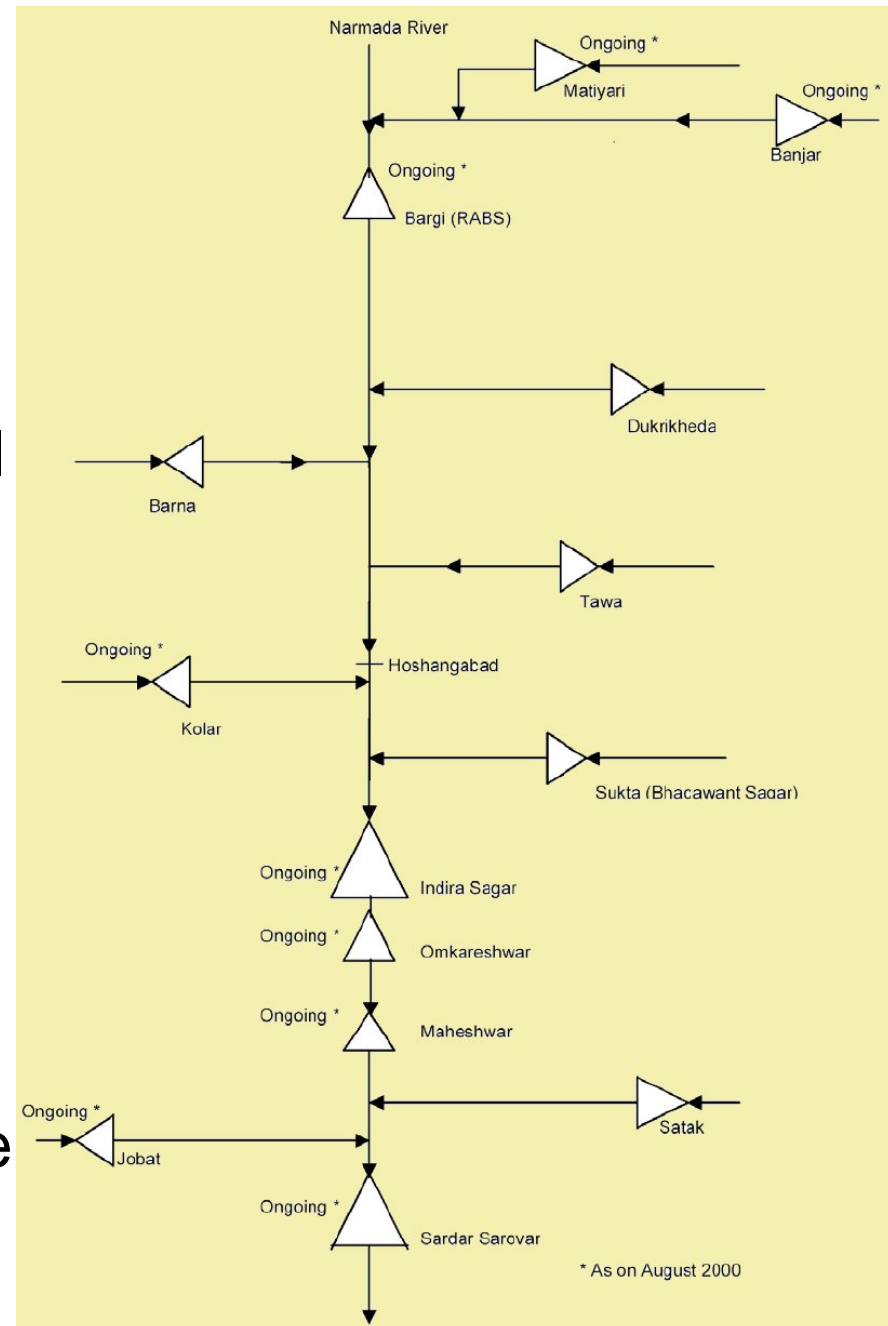 Narmada River
Ongoing *
Matiyari
Ongoing *
Banjar
Ongoing *
Bargi (RABS)
Dukrikheda
Barna
Tawa
Ongoing *
Hoshangabad
Kolar
Sukta (Bhagawant Sagar)
Ongoing *
Indira Sagar
Ongoing *
Omkareshwar
Ongoing *
Maheshwar
Ongoing *
Satak
Jobat
Ongoing *
Sardar Sarovar
* As on August 2000